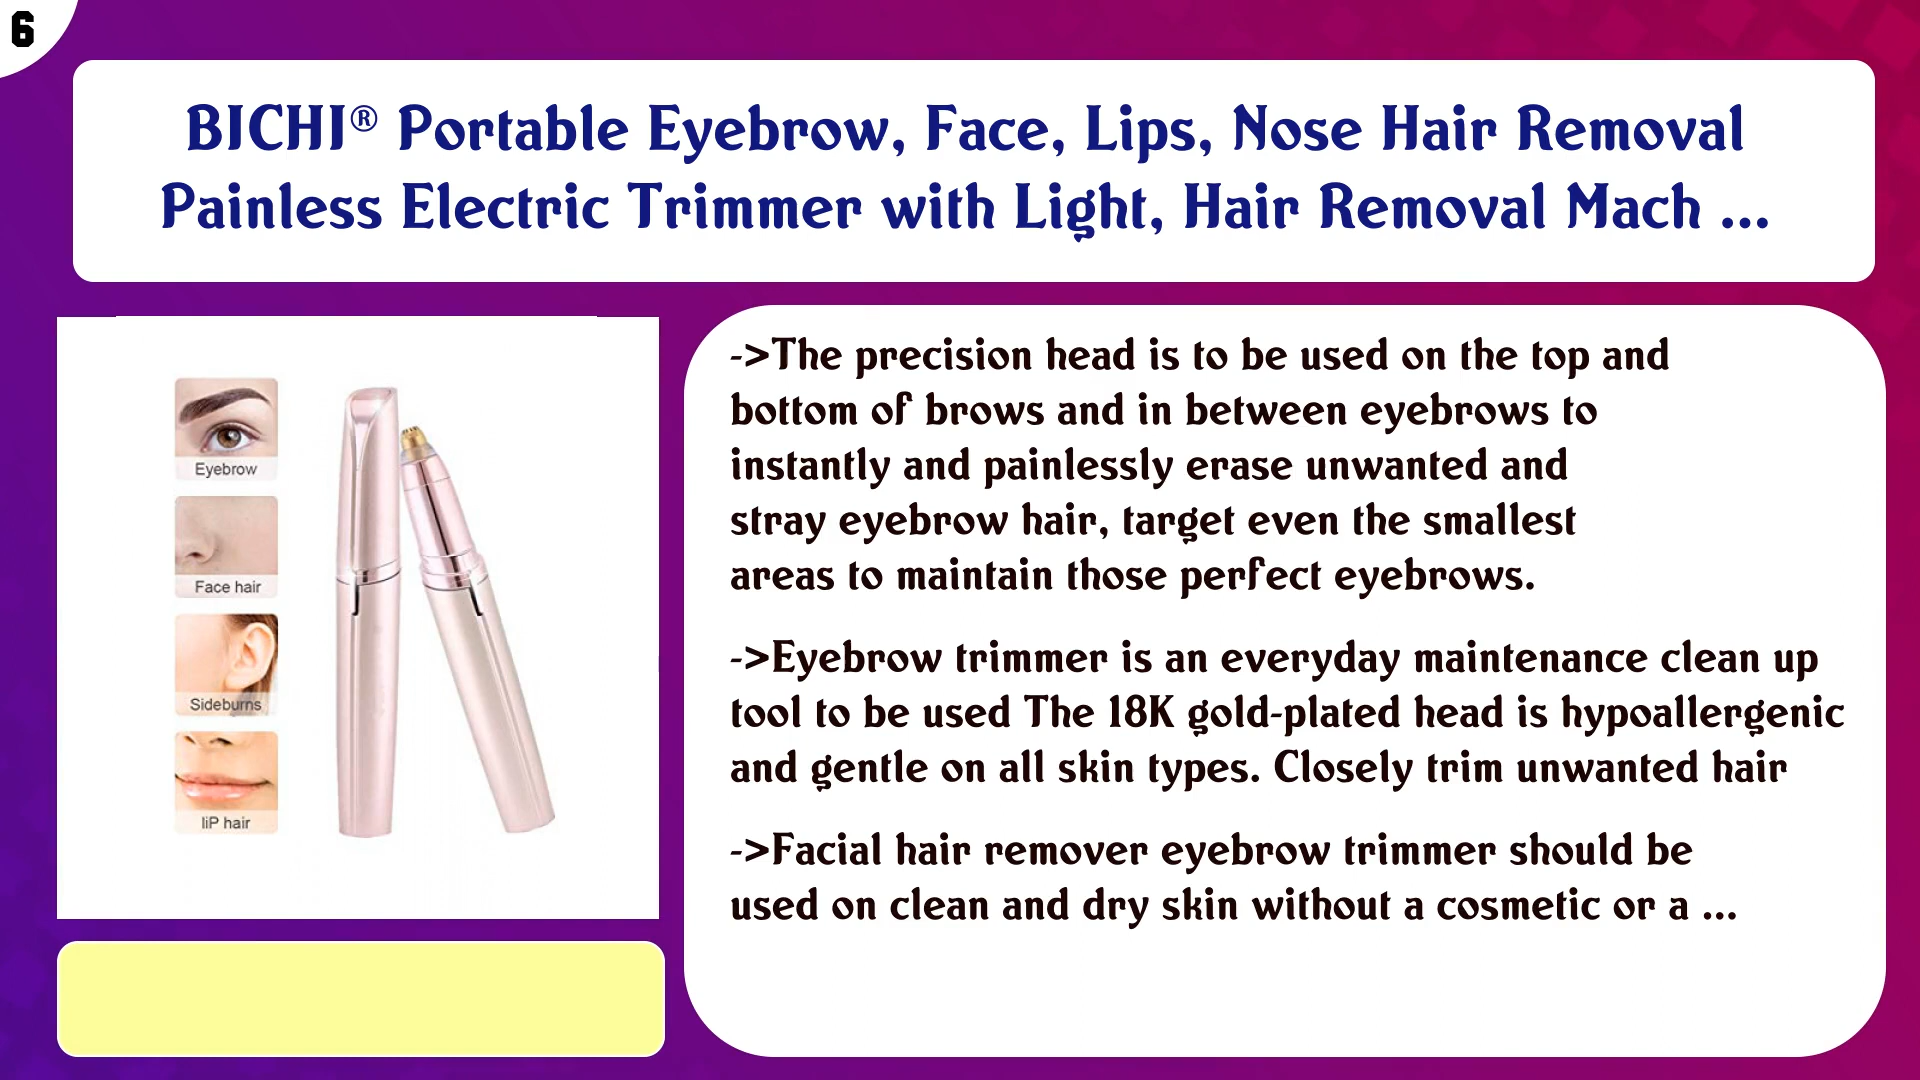 6
BICHI® Portable Eyebrow, Face, Lips, Nose Hair Removal
Painless Electric Trimmer with Light, Hair Removal Mach ...
Eyebrow
Face hair
Sideburns
liP hair
->The precision head is to be used on the top and
bottom of brows and in between eyebrows to
instantly and painlessly erase unwanted and
stray eyebrow hair, target even the smallest
areas to maintain those perfect eyebrows.
->Eyebrow trimmer is an everyday maintenance clean up
tool to be used The 18K gold-plated head is hypoallergenic
and gentle on all skin types. Closely trim unwanted hair
->Facial hair remover eyebrow trimmer should be
used on clean and dry skin without a cosmetic or a ...